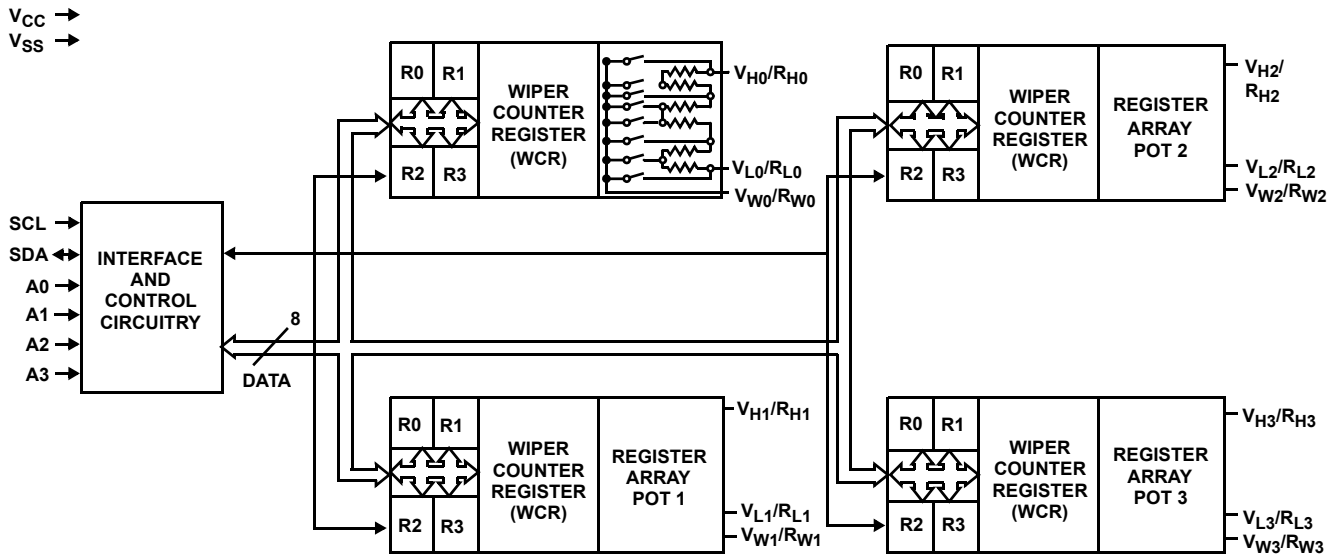 VCC
VSS
R0 R1
R2 R3
WIPER
COUNTER
REGISTER
(WCR)
VH0/RH0
VL0/RL0
VW0/RW0
R0 R1
R2 R3
WIPER
COUNTER
REGISTER
(WCR)
REGISTER
ARRAY
POT 2
VH2/
RH2
VL2/RL2
VW2/RW2
SCL
SDA
A0
A1
A2
A3
INTERFACE
AND
CONTROL
CIRCUITRY
8
DATA
R0 R1
R2 R3
WIPER
COUNTER
REGISTER
(WCR)
REGISTER
ARRAY
POT 1
VH1/RH1
VL1/RL1
VW1/RW1
R0 R1
R2 R3
WIPER
COUNTER
REGISTER
(WCR)
REGISTER
ARRAY
POT 3
VH3/RH3
VL3/RL3
VW3/RW3